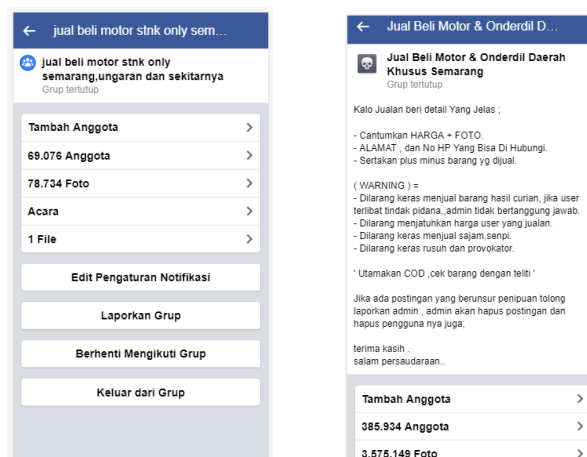 jual beli motor stnk only sem...
jual beli motor stnk only
semarang,ungaran dan sekitarnya
Grup tertutup
Tambah Anggota
69.076 Anggota
78.734 Foto
Acara
1 File
Edit Pengaturan Notifikasi
Laporkan Grup
Berhenti Mengikuti Grup
Keluar dari Grup
Jual Beli Motor & Onderdil D...
Jual Beli Motor & Onderdil Daerah
Khusus Semarang
Grup tertutup
Kalo Jualan beri detail Yang Jelas ;
- Cantumkan HARGA + FOTO.
- ALAMAT , dan No HP Yang Bisa Di Hubungi.
- Sertakan plus minus barang yg dijual.
( WARNING ) =
- Dilarang keras menjual barang hasil curian, jika user
terlibat tindak pidana,,admin tidak bertanggung jawab.
- Dilarang menjatuhkan harga user yang jualan.
- Dilarang keras menjual sajam,senpi.
- Dilarang keras rusuh dan provokator.
' Utamakan COD ,cek barang dengan teliti '
Jika ada postingan yang berunsur penipuan tolong
laporkan admin , admin akan hapus postingan dan
hapus pengguna nya juga;
terima kasih .
salam persaudaraan..
Tambah Anggota
385.934 Anggota
3.575.149 Foto